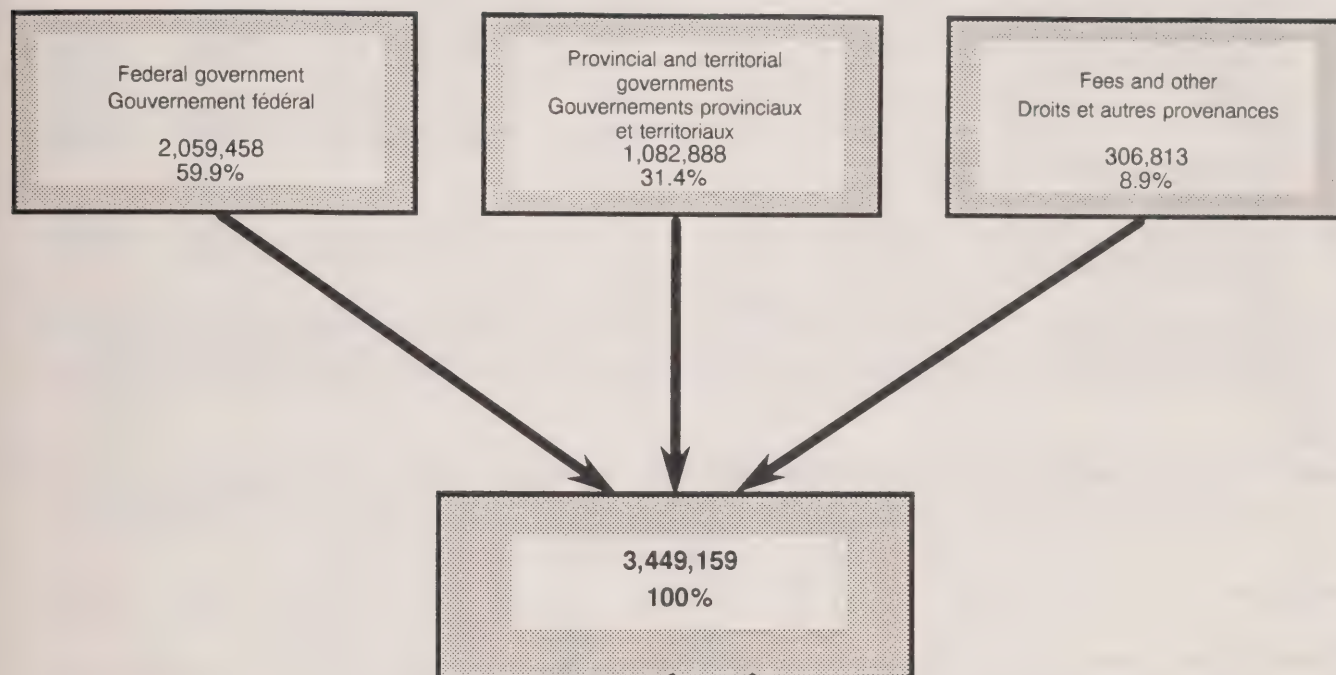 Federal government
Gouvernement fédéral
2,059,458
59.9%
Provincial and territorial
governments
Gouvernements provinciaux
et territoriaux
1,082,888
31.4%
Fees and other
Droits et autres provenances
306,813
8.9%
3,449,159
100%